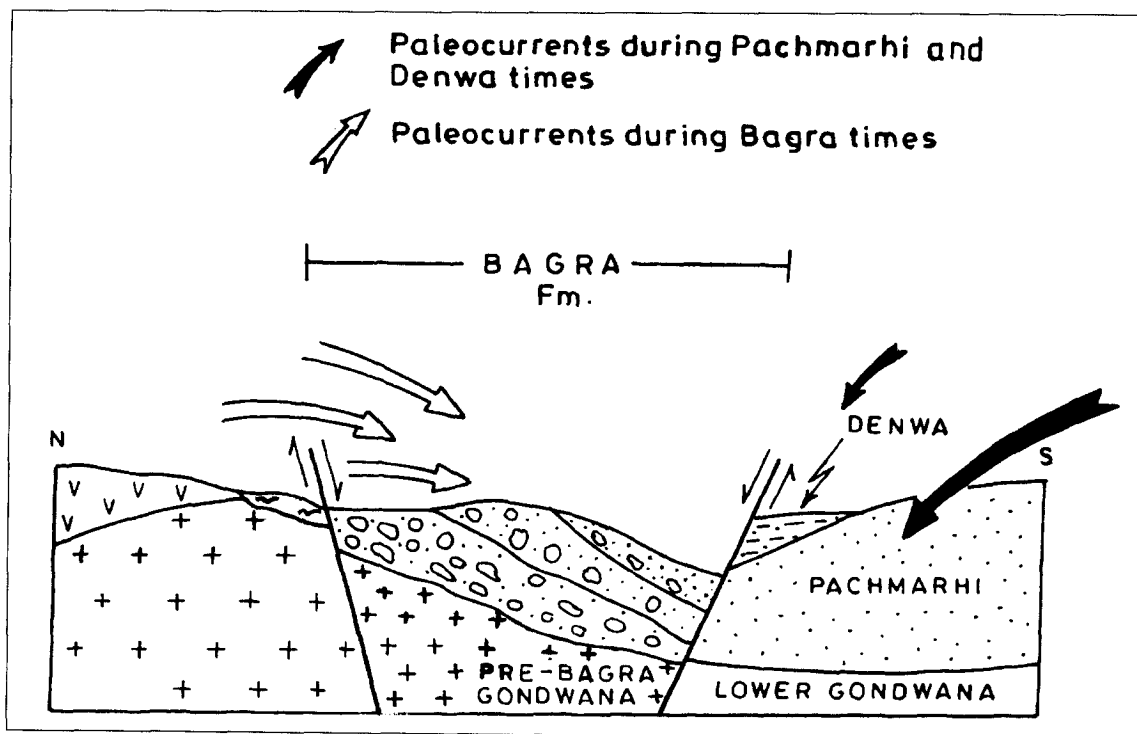 Paleocurrents during Pachmarhi and
Denwa times
Paleocurrents during Bagra times
BAGRA
Fm.
N
DENWA
S
PACHMARHI
PRE-BAGRA
GONDWANA
LOWER GONDWANA